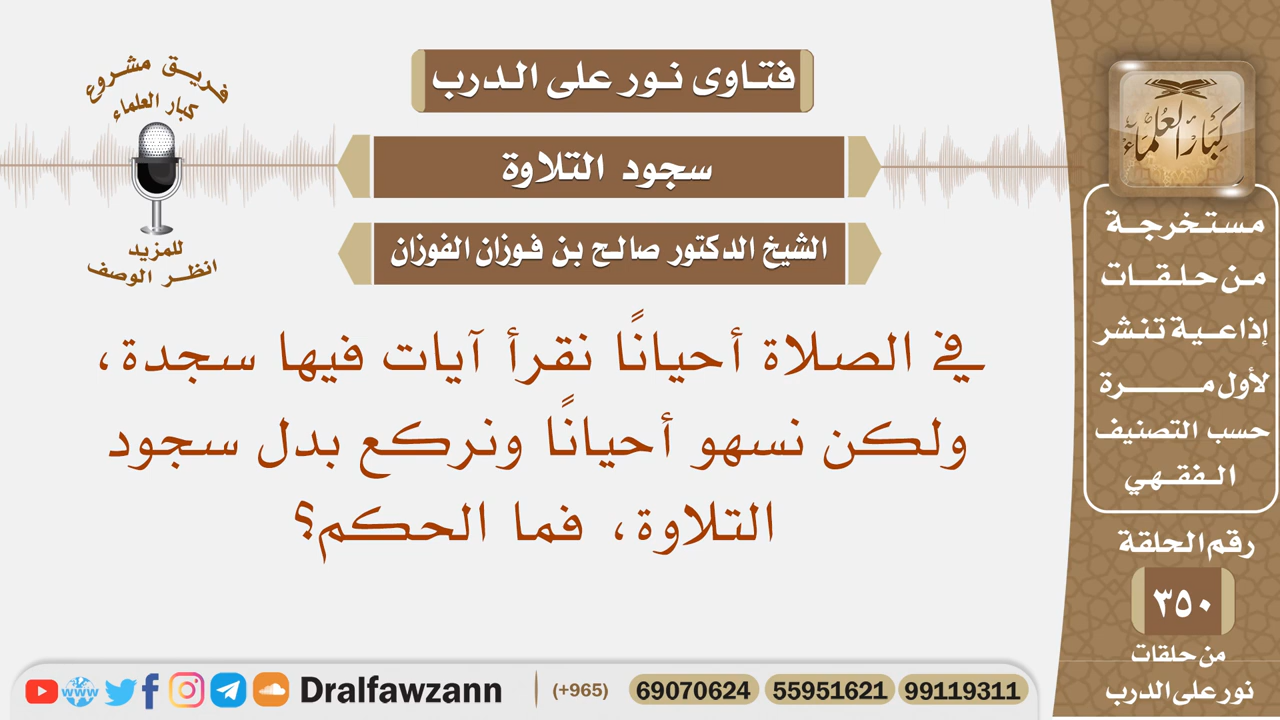 فريق مشروع
كبار العلماء
للمزيد
انظر الوصف
فتاوى نور على الدرب
سجود التلاوة
الشيخ الدكتور صالح بن فوزان الفوزان
في الصلاة أحيانًا نقرأ آيات فيها سجدة،
ولكن نسهو أحيانًا ونركع بدل سجود
التلاوة، فما الحكم؟
كبار العلماء
مستخرجة
من حلقات
إذاعية تنشر
لأول مرة
حسب التصنيف
الفقهي
رقم الحلقة
٣٥٠
من حلقات
نور على الدرب
www
Dralfawzann
(+965)
69070624
55951621
99119311